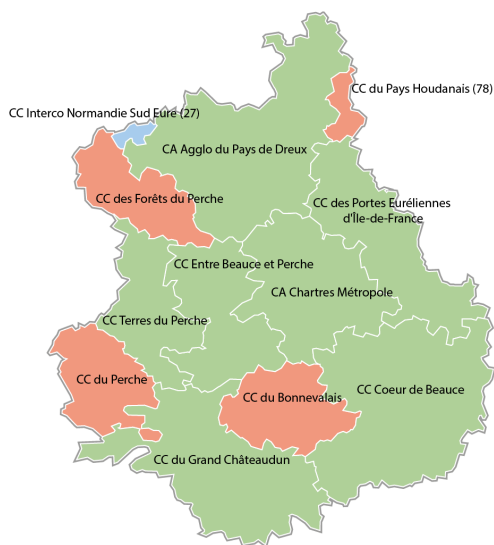 CC du Pays Houdanais (78)
CC Interco Normandie Sud Eure (27)
CA Agglo du Pays de Dreux
CC des Forêts du Perche
CC des Portes Euréliennes
d'Île-de-France
CC Entre Beauce et Perche
CA Chartres Métropole
CC Terres du Perche
CC du Perche
CC du Bonnevalais
CC Coeur de Beauce
CC du Grand Châteaudun